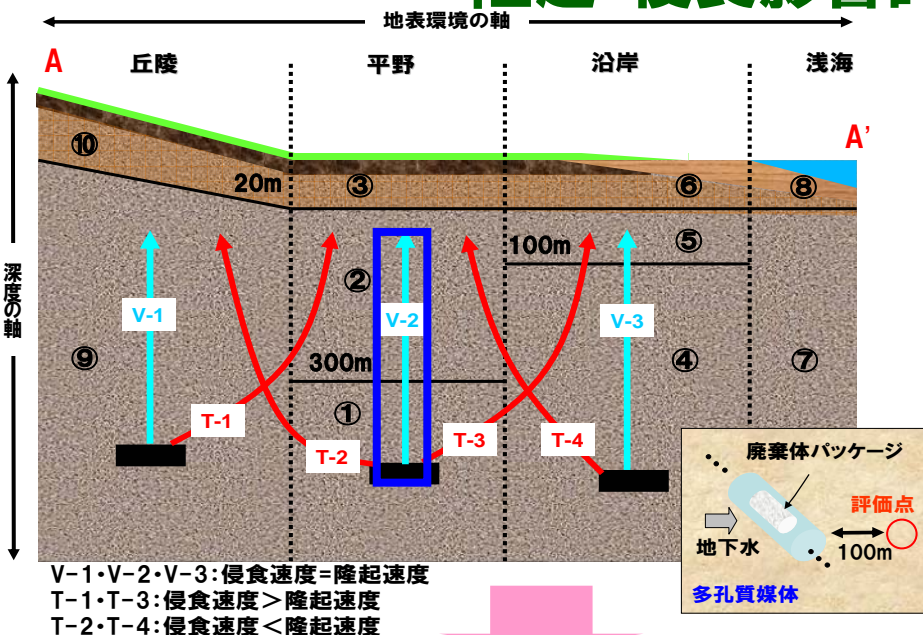 地表環境の軸
A 丘陵 平野 沿岸 浅海
A'
深度の軸
⑩
20m ③ ⑥ ⑧
② 100m ⑤
V-1 V-2 V-3
⑨ 300m ④ ⑦
①
T-1 T-2 T-3 T-4
廃棄体パッケージ
評価点
地下水 100m
多孔質媒体
V-1・V-2・V-3:侵食速度=隆起速度
T-1・T-3:侵食速度>隆起速度
T-2・T-4:侵食速度<隆起速度